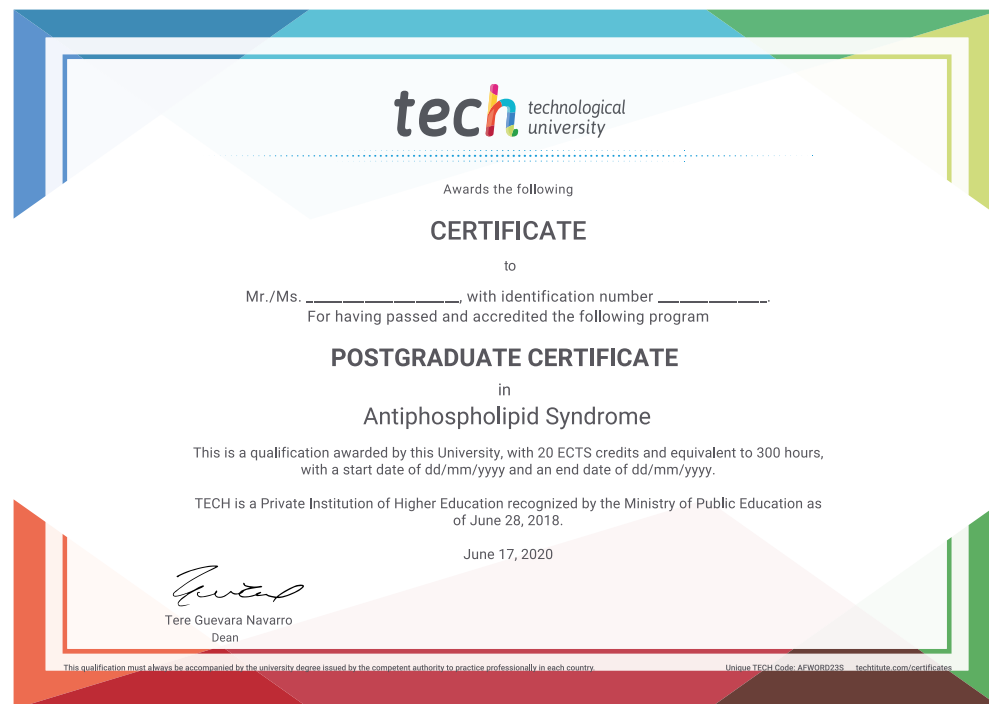 tech technological
university
Awards the following
CERTIFICATE
to
Mr./Ms. ____________________, with identification number ______________.
For having passed and accredited the following program
POSTGRADUATE CERTIFICATE
in
Antiphospholipid Syndrome
This is a qualification awarded by this University, with 20 ECTS credits and equivalent to 300 hours,
with a start date of dd/mm/yyyy and an end date of dd/mm/yyyy.
TECH is a Private Institution of Higher Education recognized by the Ministry of Public Education as
of June 28, 2018.
June 17, 2020
Tere Guevara Navarro
Dean
This qualification must always be accompanied by the university degree issued by the competent authority to practice professionally in each country. Unique TECH Code: AFWORD23S techtitute.com/certificates